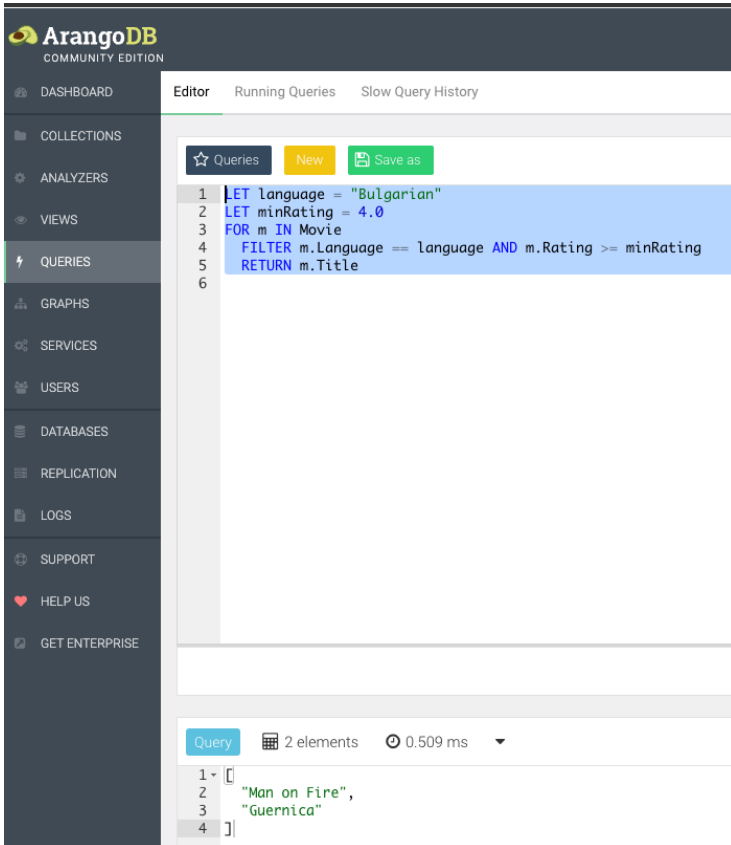 ArangoDB
COMMUNITY EDITION
DASHBOARD
COLLECTIONS
ANALYZERS
VIEWS
QUERIES
GRAPHS
SERVICES
USERS
DATABASES
REPLICATION
LOGS
SUPPORT
HELP US
GET ENTERPRISE
Editor Running Queries Slow Query History
Queries New Save as
1 LET language = "Bulgarian"
2 LET minRating = 4.0
3 FOR m IN Movie
4 FILTER m.Language == language AND m.Rating >= minRating
5 RETURN m.Title
6
Query 2 elements 0.509 ms
1 [
2 "Man on Fire",
3 "Guernica"
4 ]